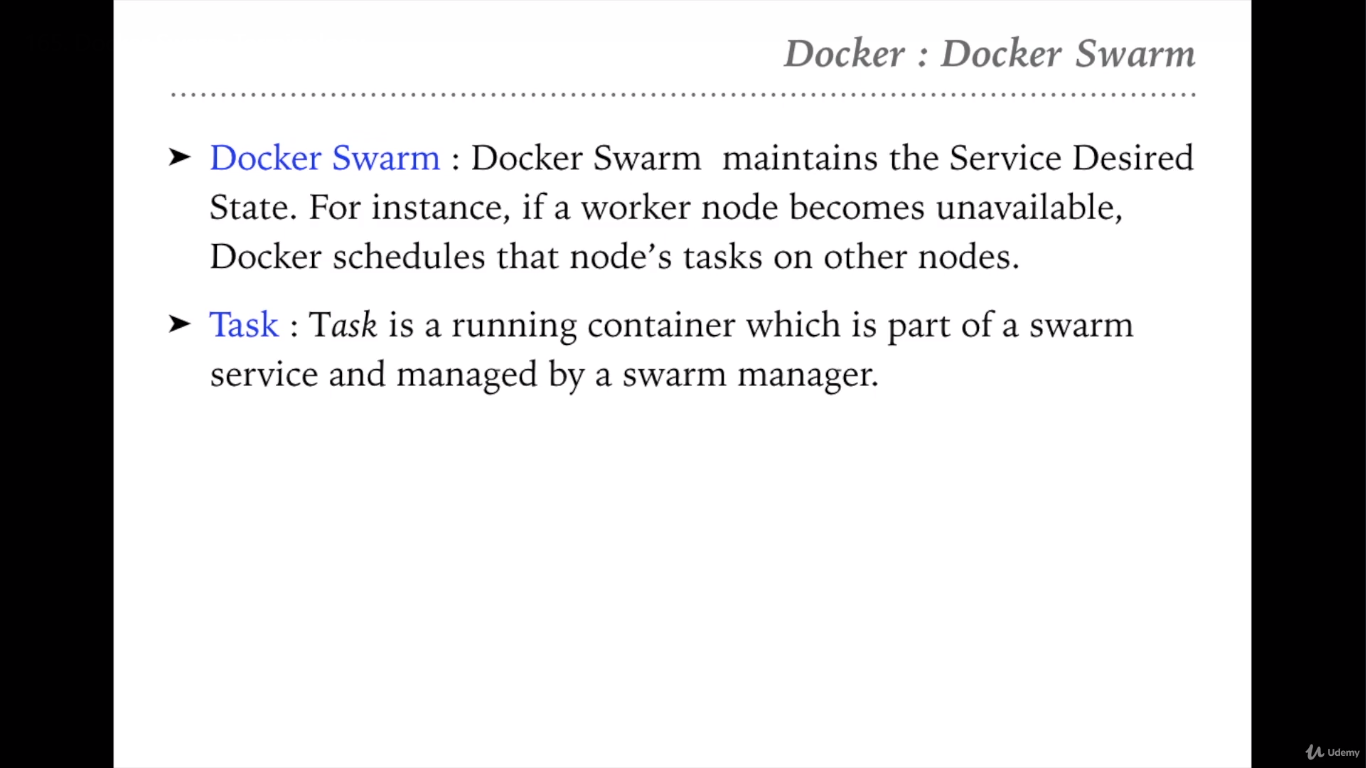 Docker : Docker Swarm
➤ Docker Swarm : Docker Swarm maintains the Service Desired
State. For instance, if a worker node becomes unavailable,
Docker schedules that node’s tasks on other nodes.
➤ Task : Task is a running container which is part of a swarm
service and managed by a swarm manager.
Udemy